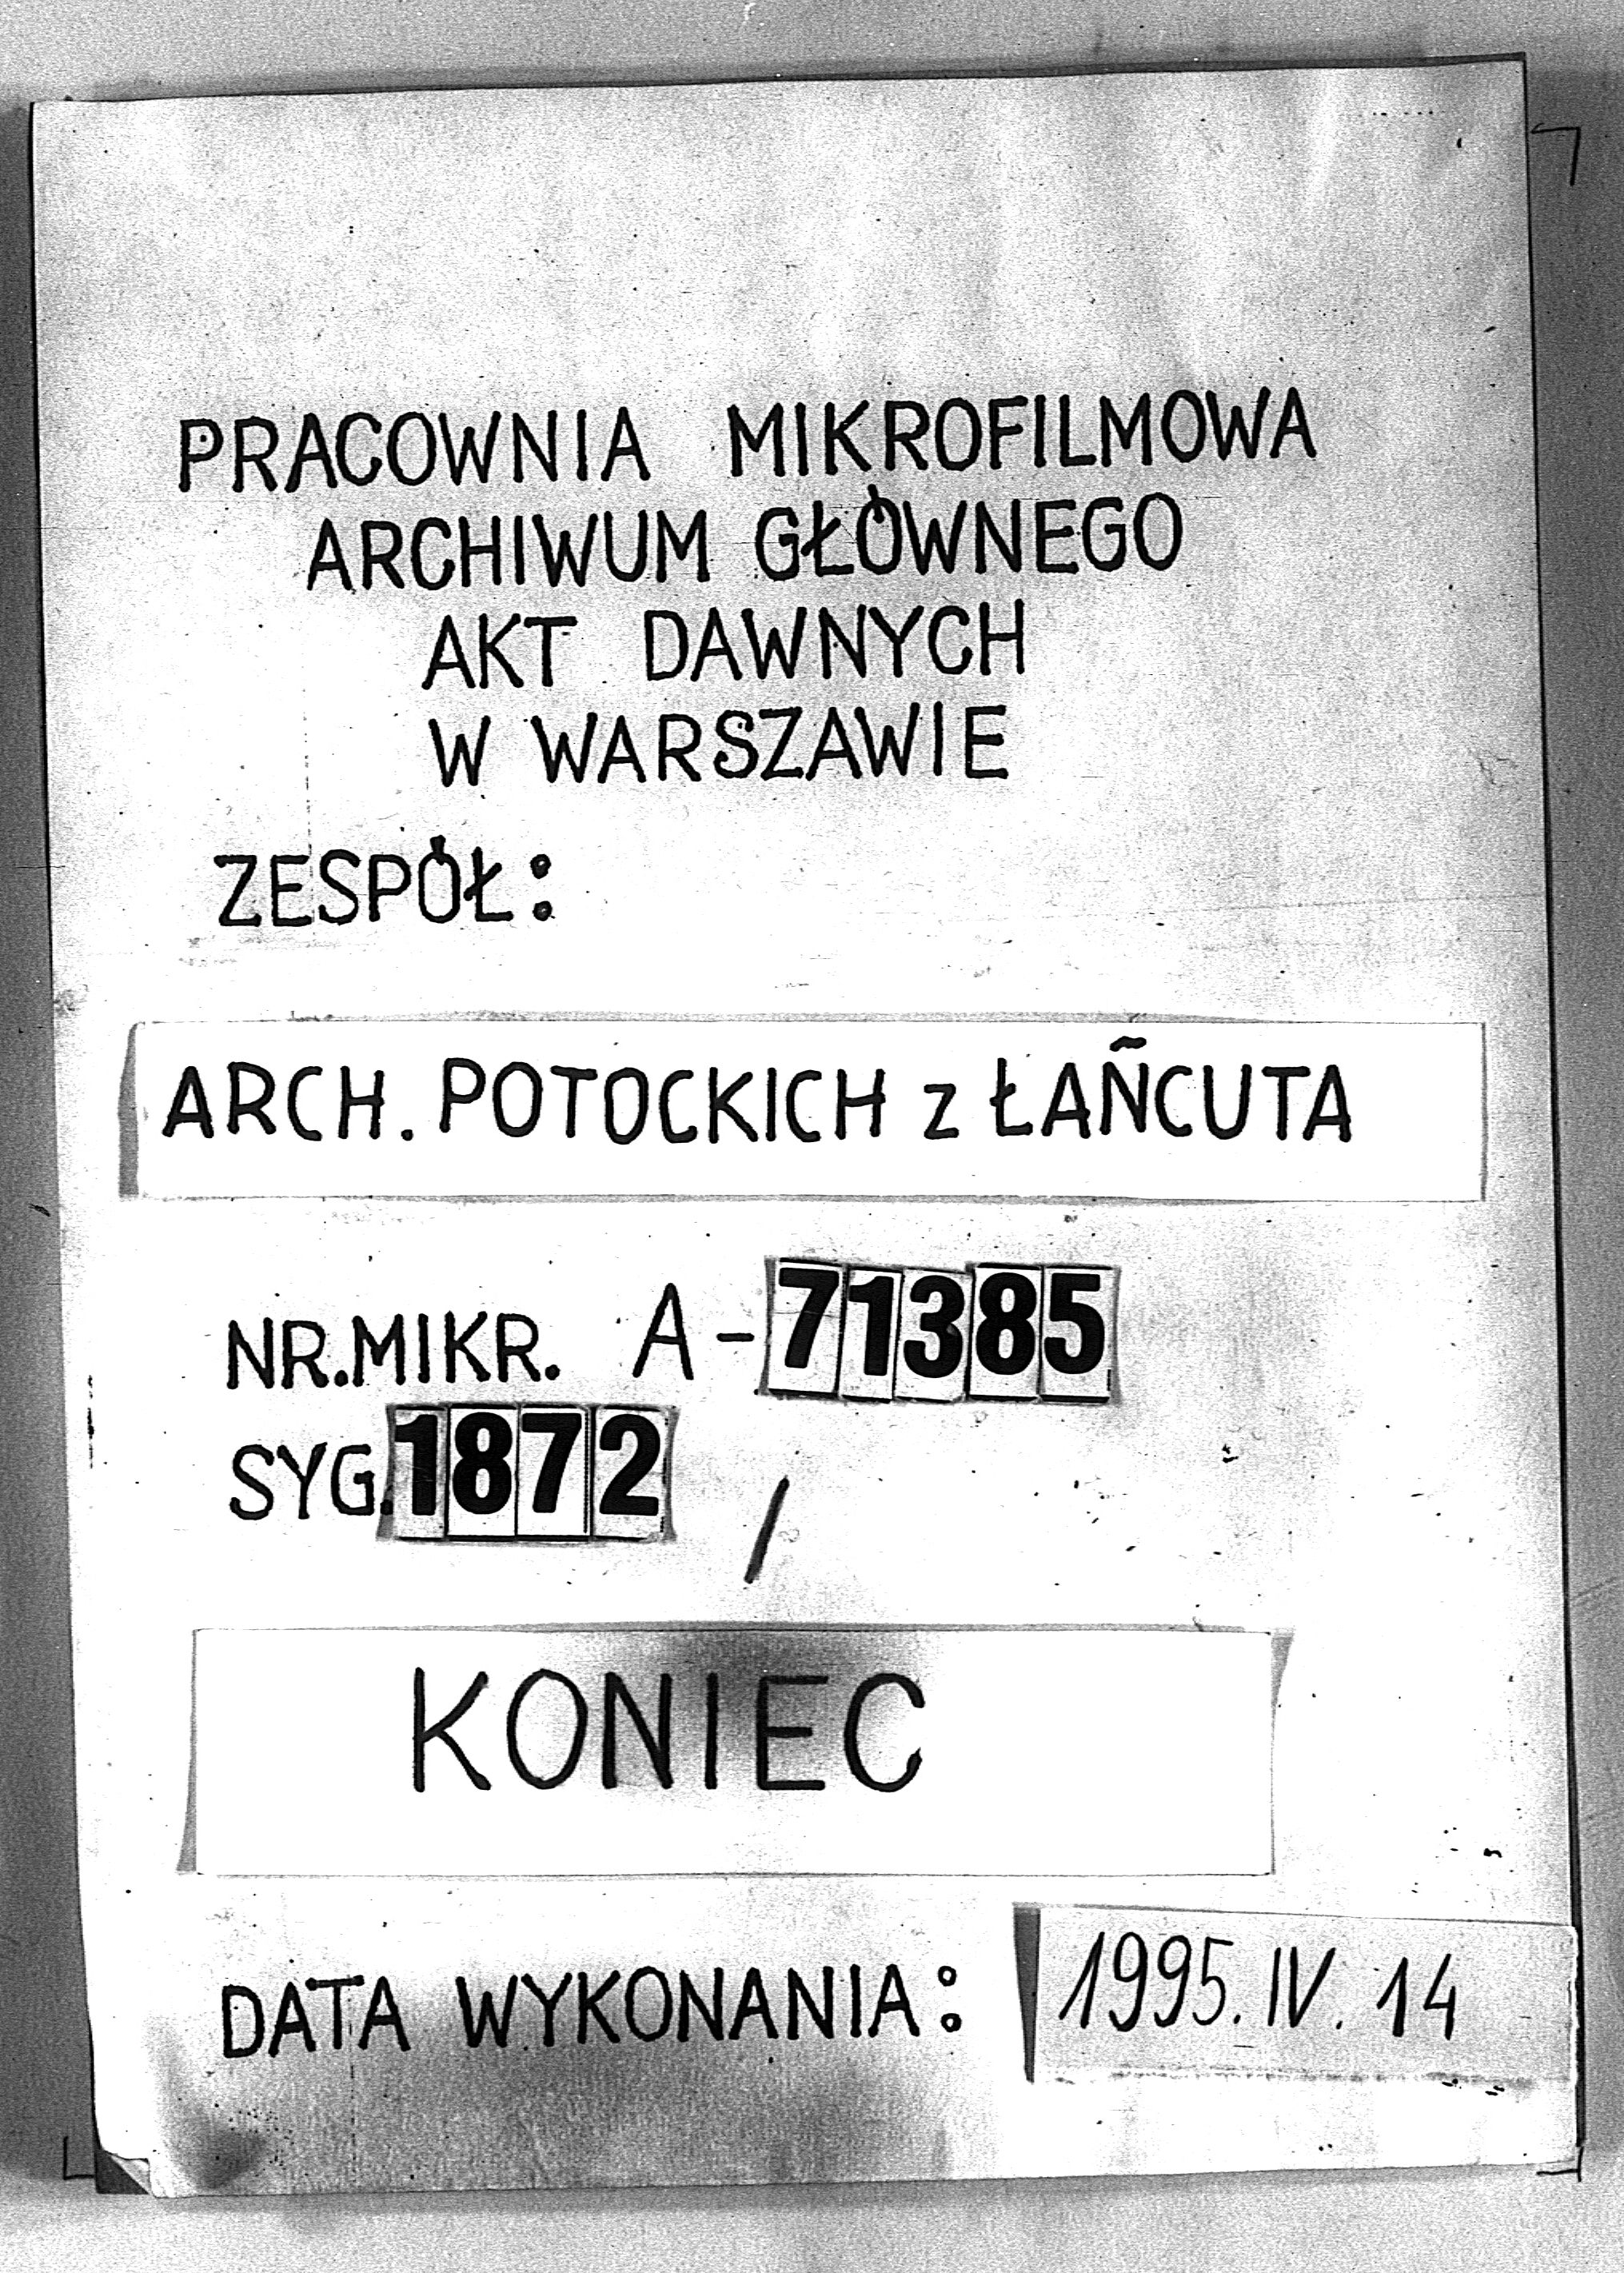 PRACOWNIA MIKROFILMOWA
ARCHIWUM GŁÓWNEGO
AKT DAWNYCH
W WARSZAWIE
ZESPÓŁ:
ARCH. POTOCKICH z ŁAŃCUTA
NR.MIKR. A-71385
SYG.1872 /
KONIEC
DATA WYKONANIA: 1995.IV.14